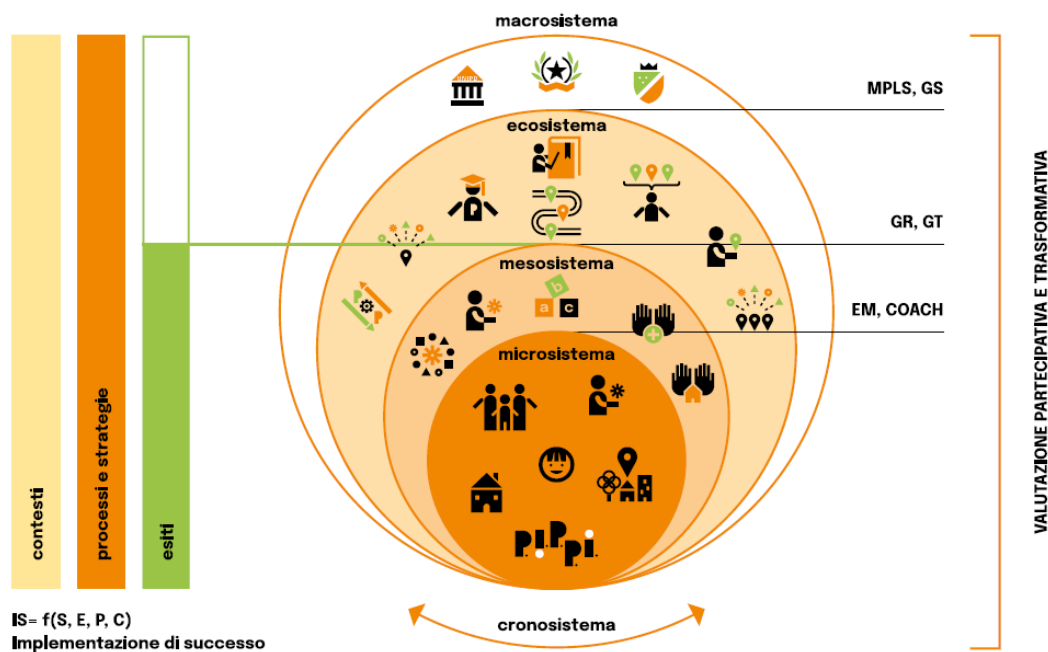 macrosistema
MPLS, GS
ecosistema
P
GR, GT
mesosistema
b
a c
EM, COACH
microsistema
P.I.P.P.I.
cronosistema
contesti
processi e strategie
esiti
IS= f(S, E, P, C)
Implementazione di successo
VALUTAZIONE PARTECIPATIVA E TRASFORMATIVA